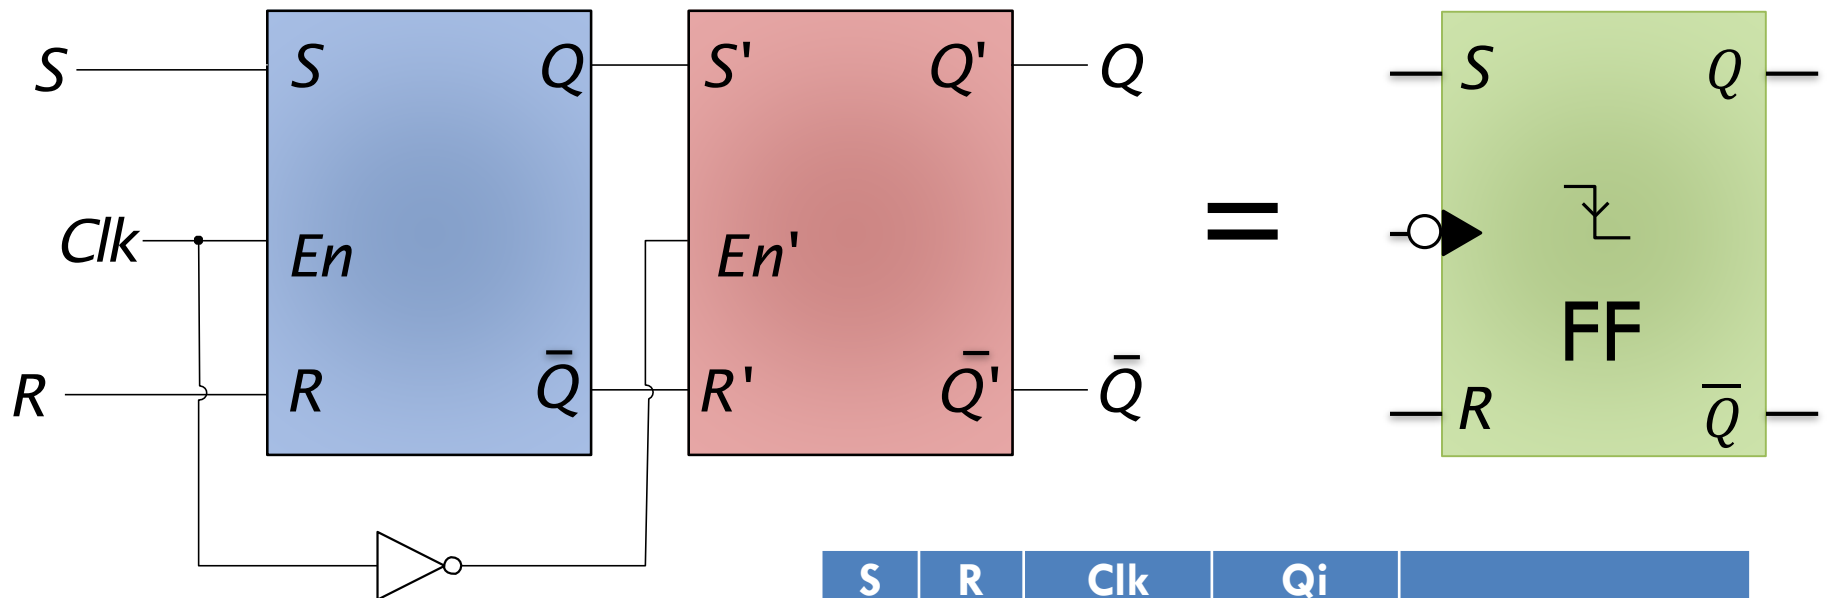 S S Q S' Q' Q S Q
Clk En En'
FF
R R Q̅ R' Q̅' Q̅ R Q̅
S R Clk Qi